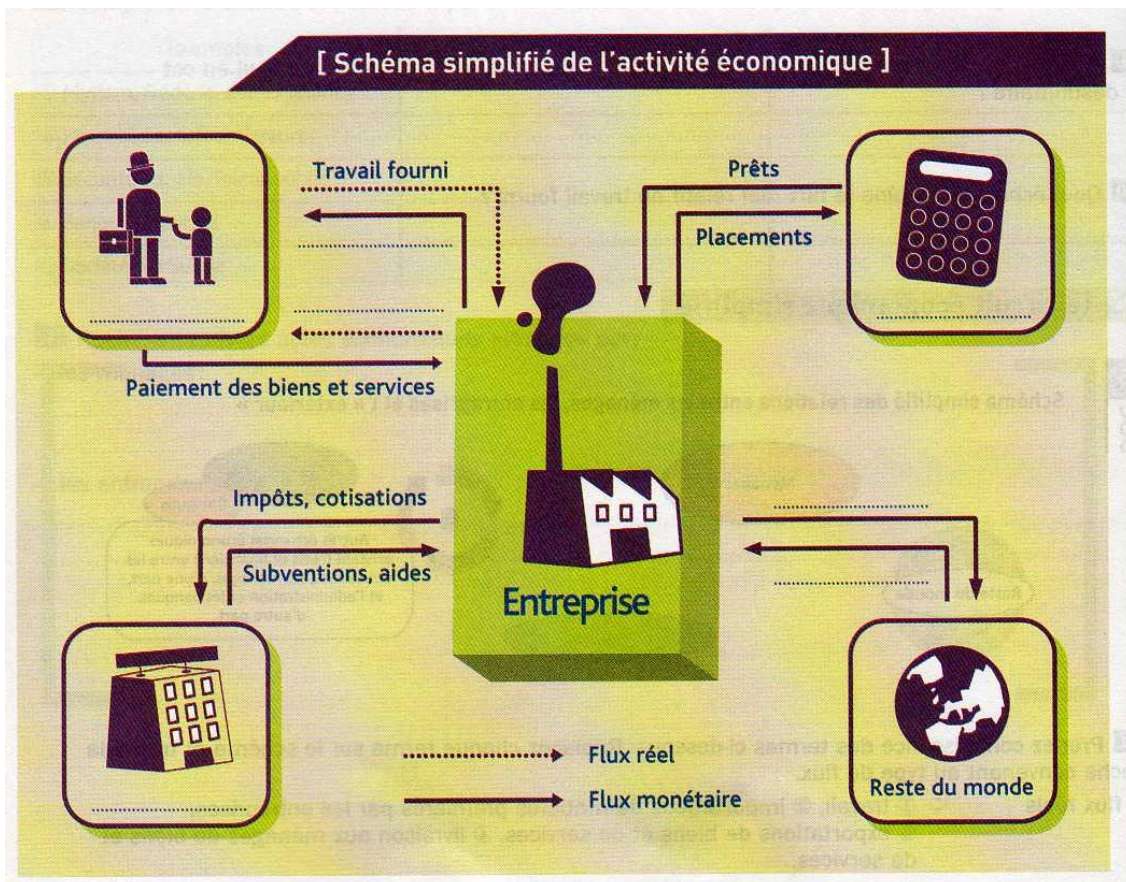 [ Schéma simplifié de l'activité économique ]
Travail fourni
Prêts
Placements
Paiement des biens et services
Impôts, cotisations
Subventions, aides
Entreprise
Reste du monde
Flux réel
Flux monétaire